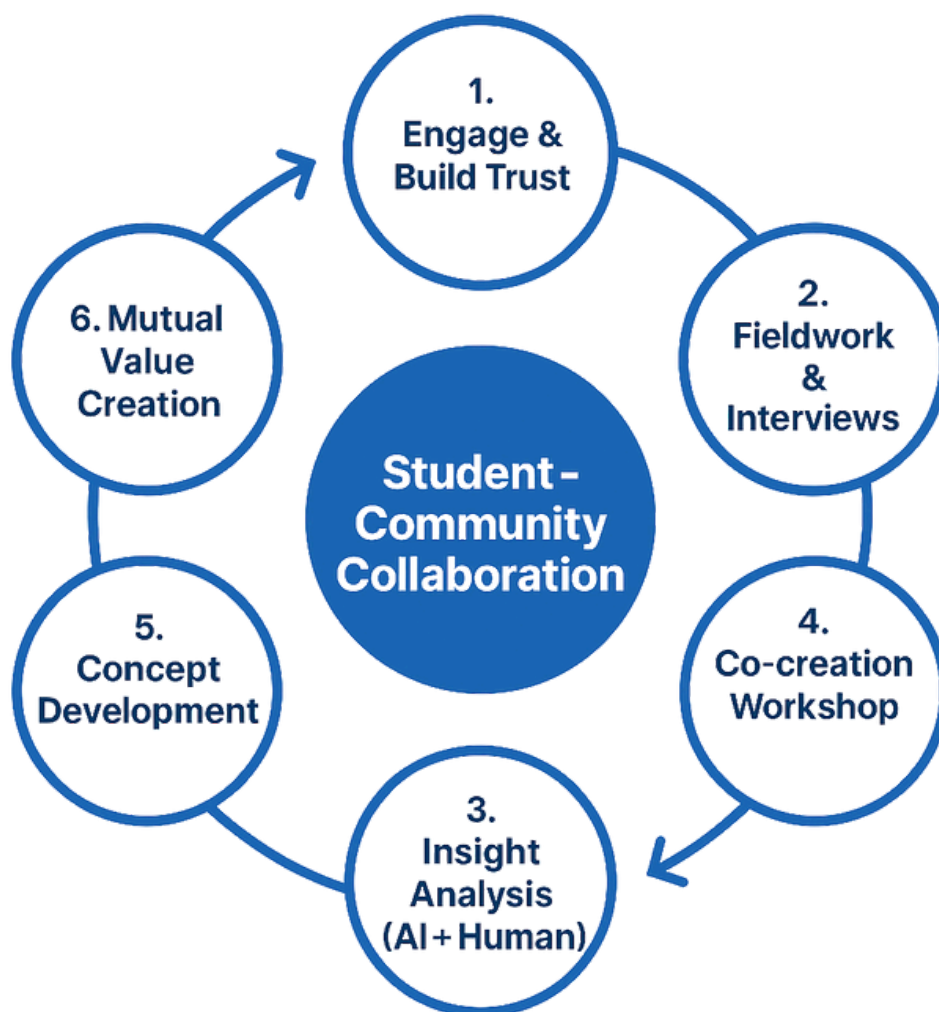 1.
Engage &
Build Trust
2.
Fieldwork
&
Interviews
4.
Co-creation
Workshop
3.
Insight
Analysis
(AI + Human)
5.
Concept
Development
6. Mutual
Value
Creation
Student-
Community
Collaboration